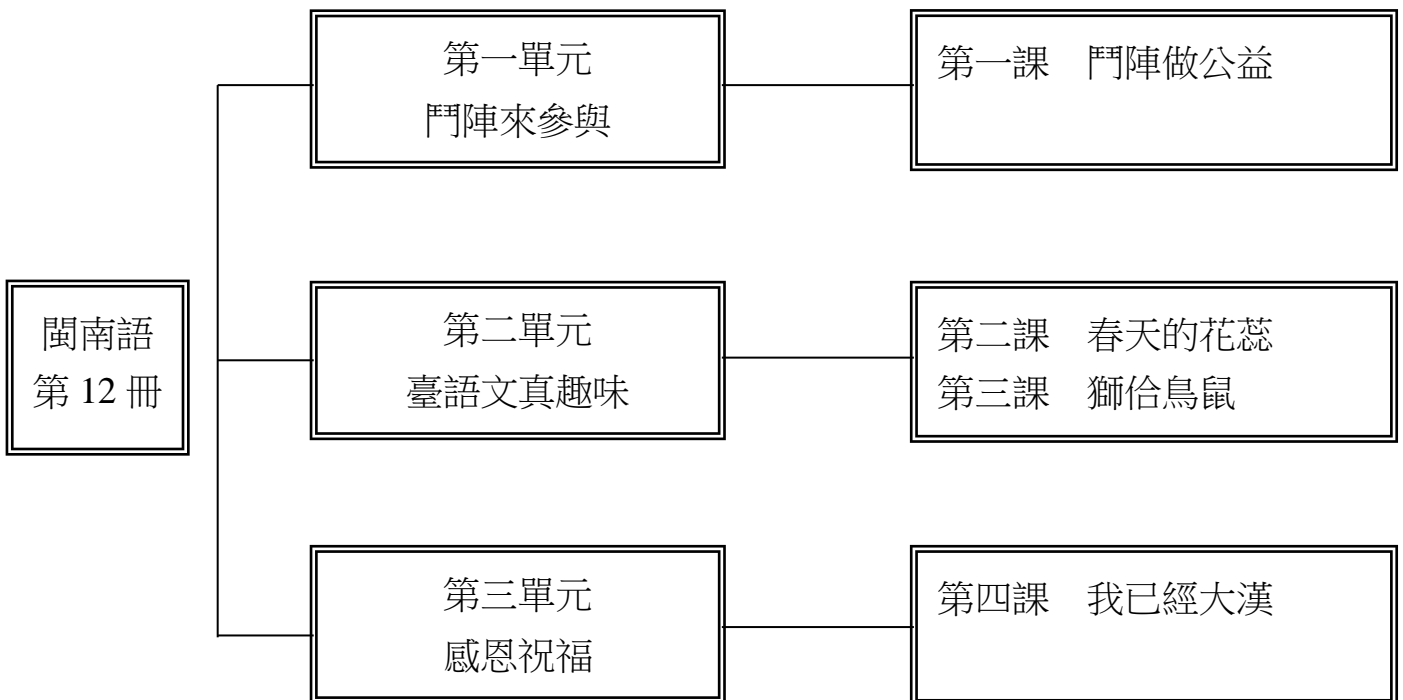 第一單元
鬥陣來參與
第一課　鬥陣做公益
閩南語
第 12 冊
第二單元
臺語文真趣味
第二課　春天的花蕊
第三課　獅佮鳥鼠
第三單元
感恩祝福
第四課　我已經大漢